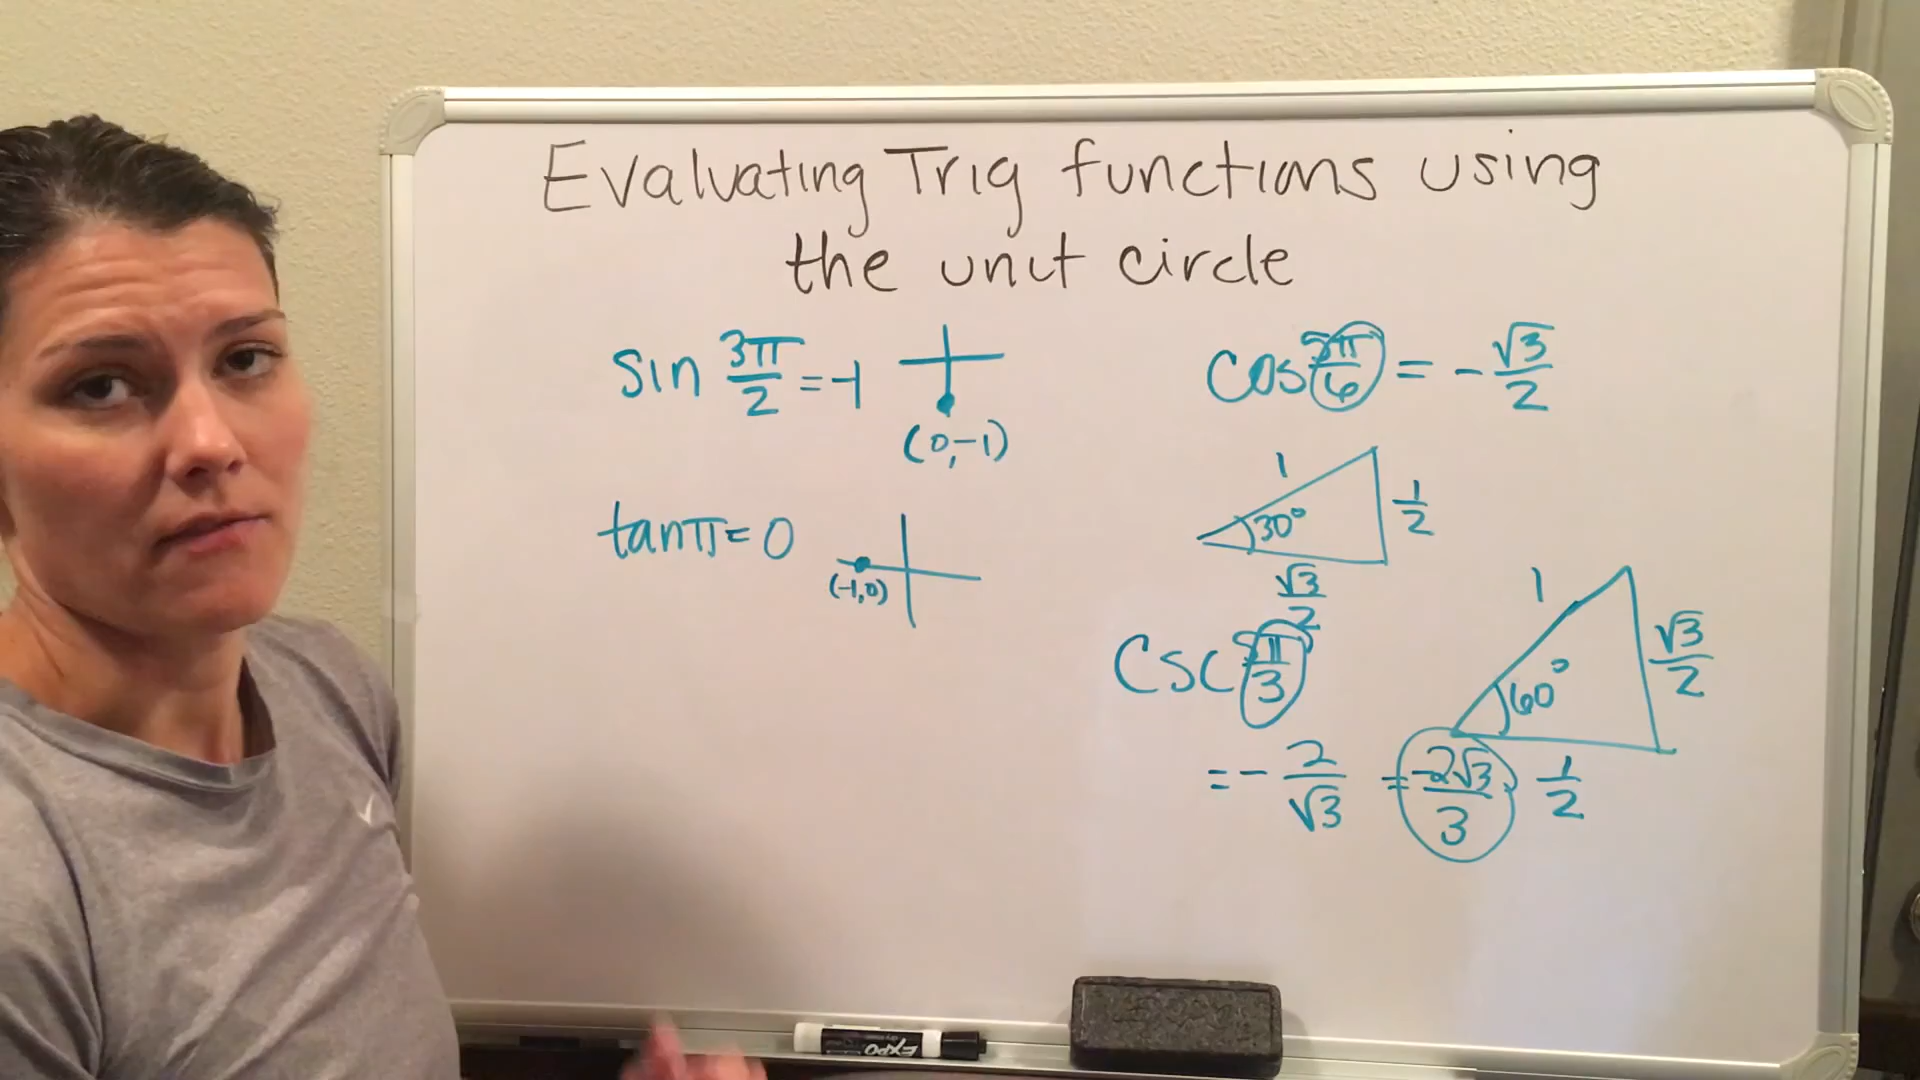 Evaluating Trig functions using
the unit circle
sin 3π/2 = -1
(0,-1)
tan π = 0
(-1,0)
cos 5π/6 = - √3/2
1
30°
1/2
√3/2
csc 5π/3
1
60°
√3/2
1/2
= - 2/√3 = -2√3/3
EXPO